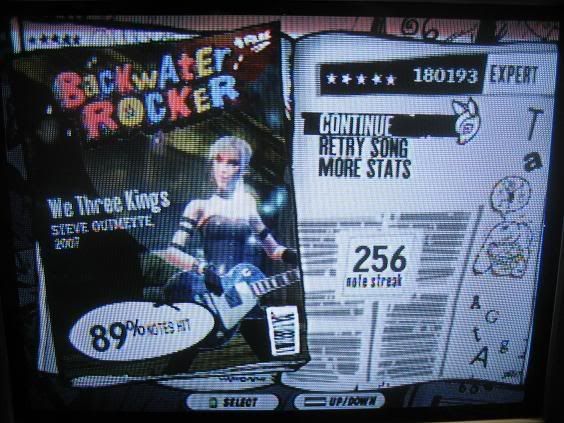 BACKWATER
ROCKER
We Three Kings
STEVE OUIMETTE
2007
89% NOTES HIT
★★★★★ 180193 EXPERT
CONTINUE
RETRY SONG
MORE STATS
256
note streak
T
a
A
G
t
A
SELECT
UP/DOWN